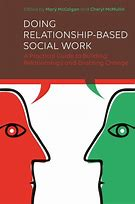 Edited by Mary McColgan and Cheryl McMullin
DOING
RELATIONSHIP-BASED
SOCIAL WORK
A Practical Guide to Building
Relationships and Enabling Change